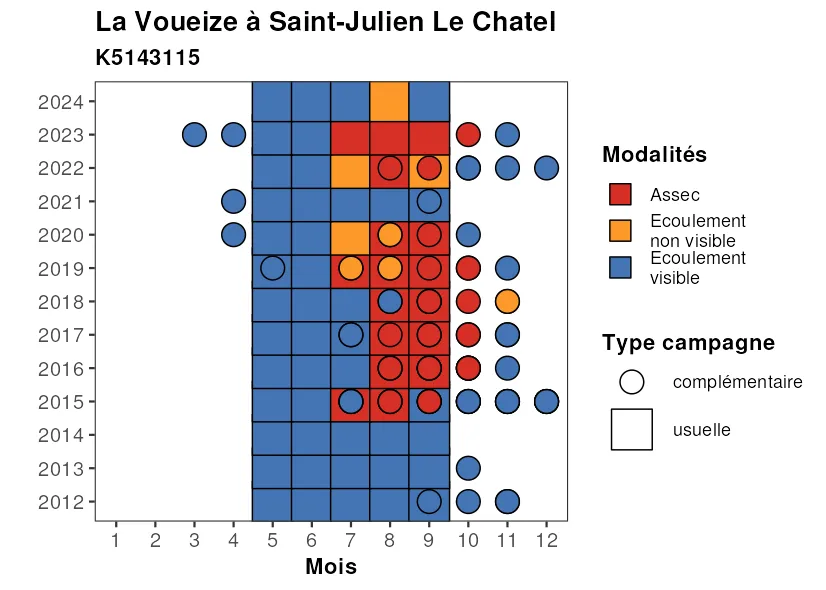 La Voueize à Saint-Julien Le Chatel
K5143115
2024
2023
2022
2021
2020
2019
2018
2017
2016
2015
2014
2013
2012
1 2 3 4 5 6 7 8 9 10 11 12
Mois
Modalités
Assec
Ecoulement
non visible
Ecoulement
visible
Type campagne
complémentaire
usuelle